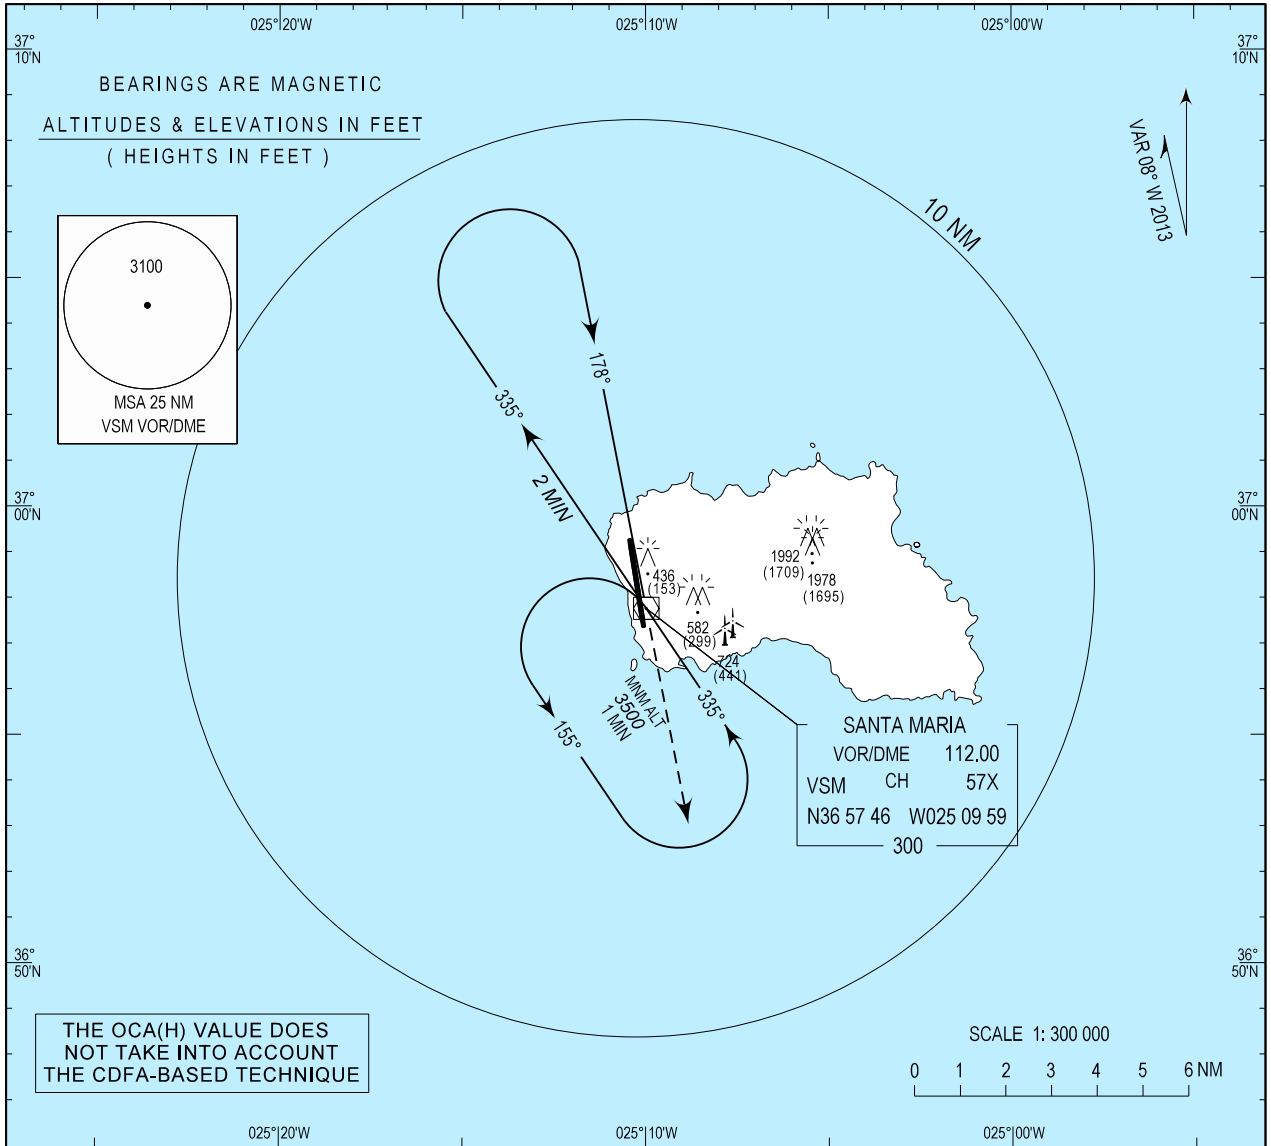 025°20'W
025°10'W
025°00'W
37°
10'N
37°
10'N
BEARINGS ARE MAGNETIC
ALTITUDES & ELEVATIONS IN FEET
( HEIGHTS IN FEET )
VAR 08° W 2013
10 NM
3100
MSA 25 NM
VSM VOR/DME
178°
335°
2 MIN
37°
00'N
37°
00'N
1992
(1709)
1978
(1695)
436
(153)
582
(299)
724
(441)
MNM ALT
3500
1 MIN
335°
155°
SANTA MARIA
VOR/DME 112.00
VSM CH 57X
N36 57 46 W025 09 59
300
36°
50'N
36°
50'N
THE OCA(H) VALUE DOES
NOT TAKE INTO ACCOUNT
THE CDFA-BASED TECHNIQUE
SCALE 1: 300 000
0 1 2 3 4 5 6 NM
025°20'W
025°10'W
025°00'W